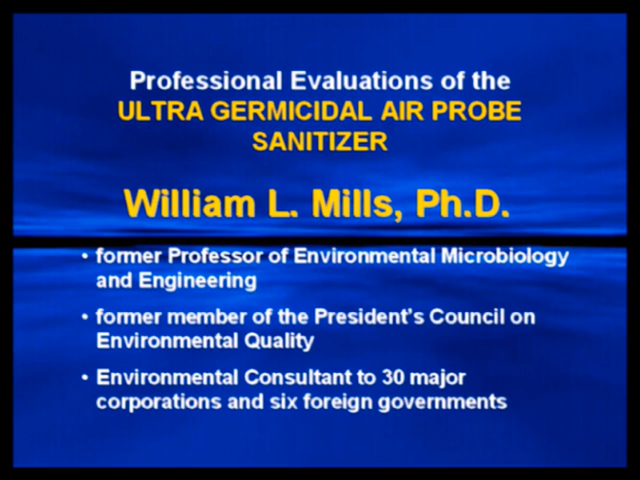 Professional Evaluations of the
ULTRA GERMICIDAL AIR PROBE
SANITIZER
William L. Mills, Ph.D.
• former Professor of Environmental Microbiology
and Engineering
• former member of the President's Council on
Environmental Quality
• Environmental Consultant to 30 major
corporations and six foreign governments